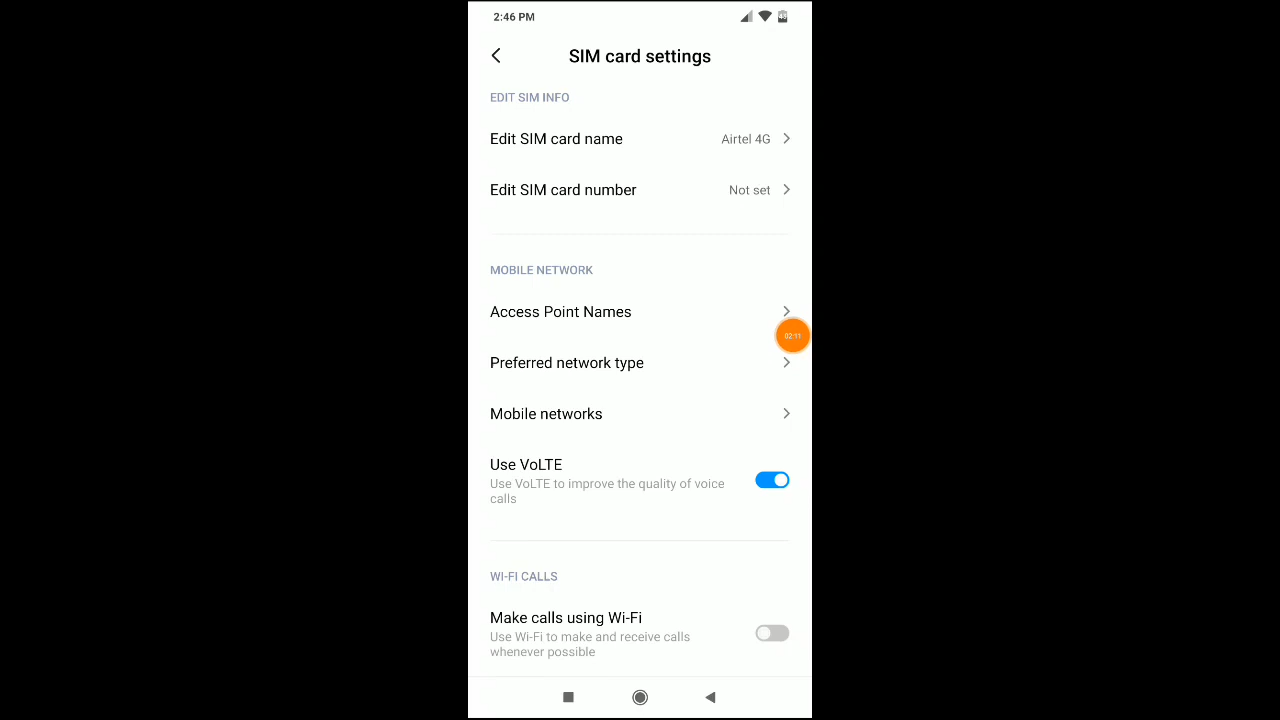 2:46 PM
SIM card settings
EDIT SIM INFO
Edit SIM card name
Airtel 4G
Edit SIM card number
Not set
MOBILE NETWORK
Access Point Names
02:11
Preferred network type
Mobile networks
Use VoLTE
Use VoLTE to improve the quality of voice
calls
WI-FI CALLS
Make calls using Wi-Fi
Use Wi-Fi to make and receive calls
whenever possible